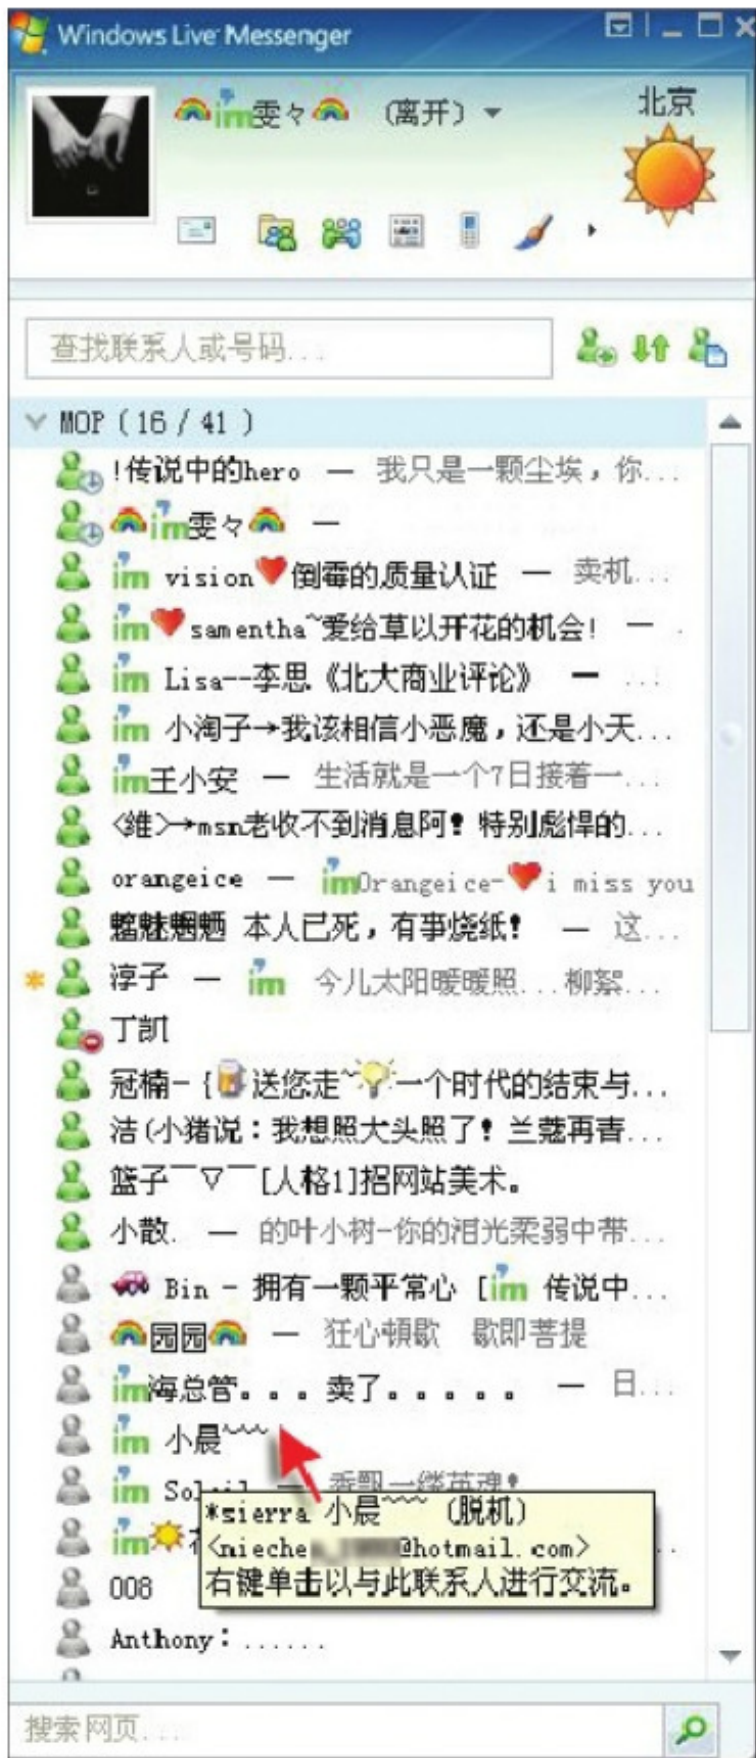 Windows Live Messenger
im雯々 (离开)
北京
查找联系人或号码...
MOP ( 16 / 41 )
!传说中的hero — 我只是一颗尘埃，你...
im雯々 —
im vision❤倒霉的质量认证 — 卖机...
im❤samentha~爱给草以开花的机会! — .
im Lisa--李思《北大商业评论》 — ...
im 小淘子→我该相信小恶魔，还是小天...
im王小安 — 生活就是一个7日接着一...
<維>→msn老收不到消息阿! 特别彪悍的...
orangeice — imOrangeice-❤i miss you
魑魅魍魉 本人已死，有事烧纸! — 这...
淳子 — im 今儿太阳暖暖照...柳絮...
丁凯
冠楠-{送您走~一个时代的结束与...
洁(小猪说：我想照大头照了! 兰蔻再香...
篮子￣▽￣[人格1]招网站美术。
小散. — 的叶小树-你的泪光柔弱中带...
Bin - 拥有一颗平常心 [im 传说中...
园园 — 狂心頓歇 歇即菩提
im海总管。。。卖了。。。。。 — 日...
im 小晨~~~
im
*sierra 小晨~~~ (脱机)
im
<nieche @hotmail.com>
008
右键单击以与此联系人进行交流。
Anthony：......
搜索网页...